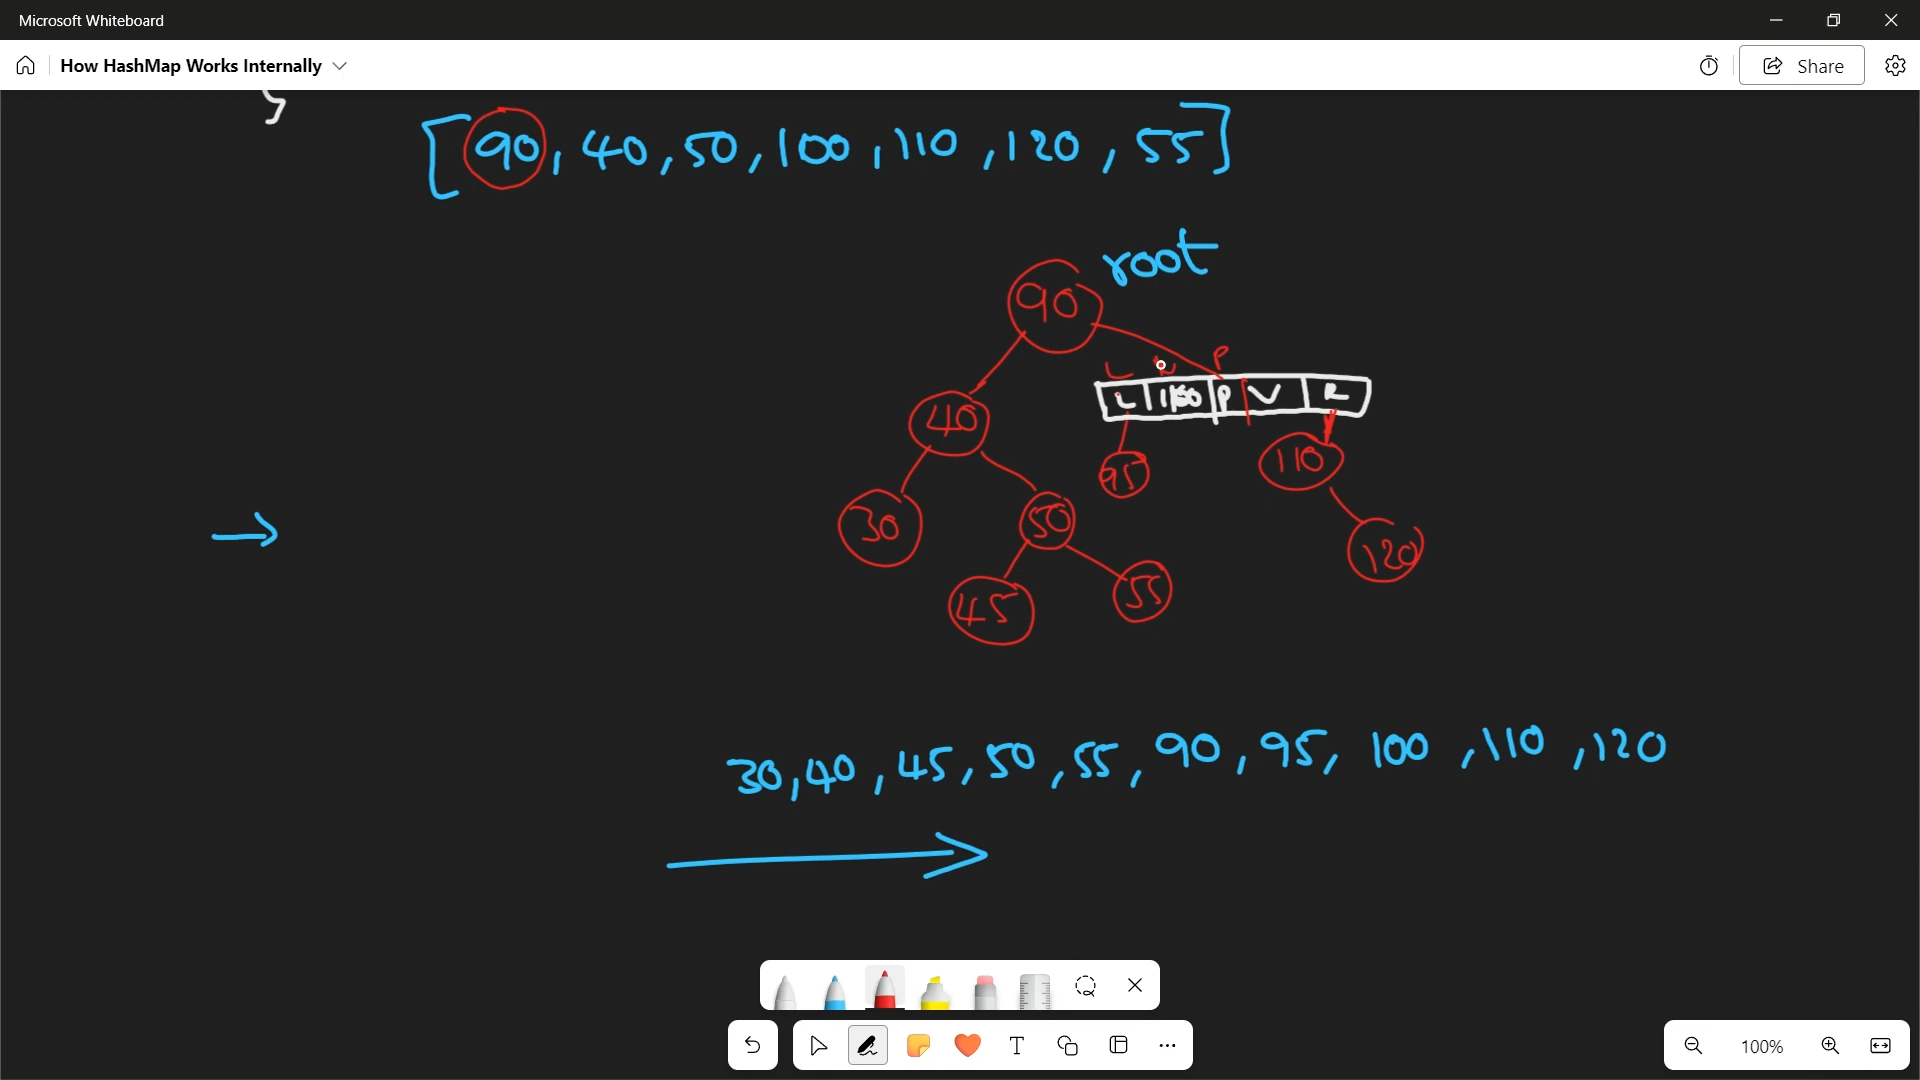 Microsoft Whiteboard
How HashMap Works Internally
Share
[90, 40, 50, 100, 110, 120, 55]
root
90
L P
L P V R
40
110
95
30
50
120
45
55
30, 40, 45, 50, 55, 90, 95, 100, 110, 120
100%